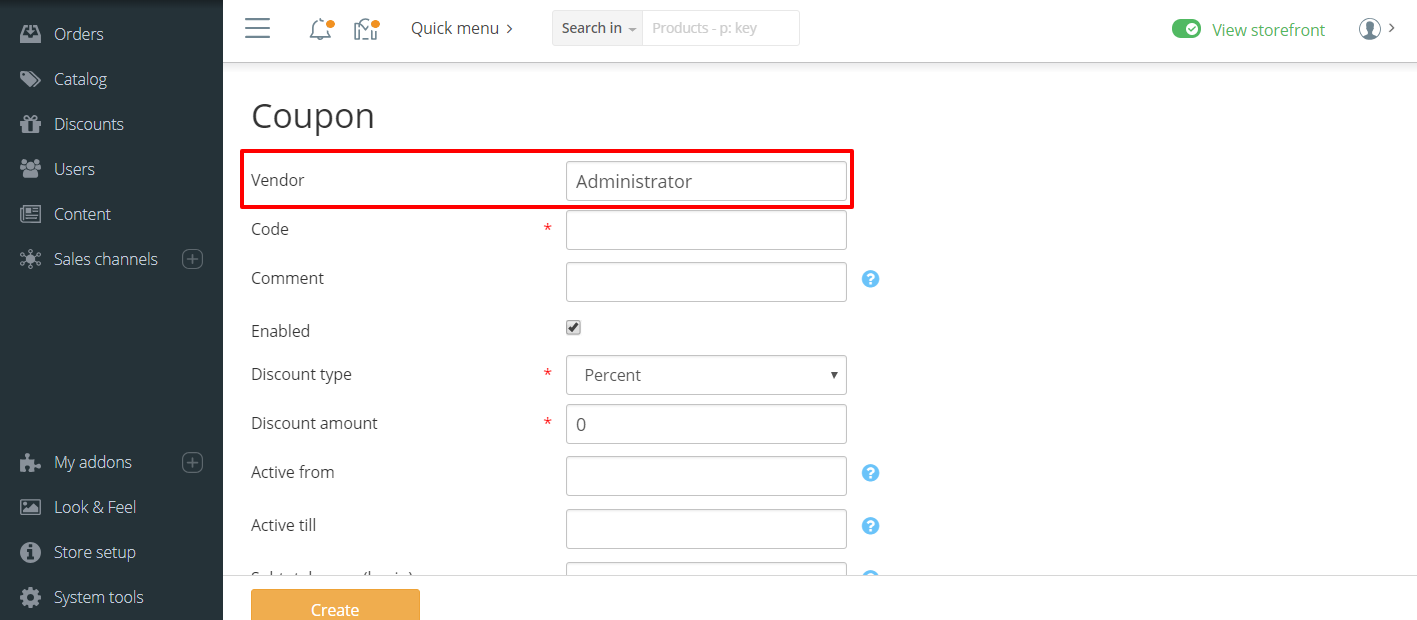 Orders
Catalog
Discounts
Users
Content
Sales channels
My addons
Look & Feel
Store setup
System tools
Quick menu
Search in
Products - p: key
View storefront
Coupon
Vendor
Administrator
Code *
Comment
Enabled
Discount type * Percent
Discount amount * 0
Active from
Active till
Create